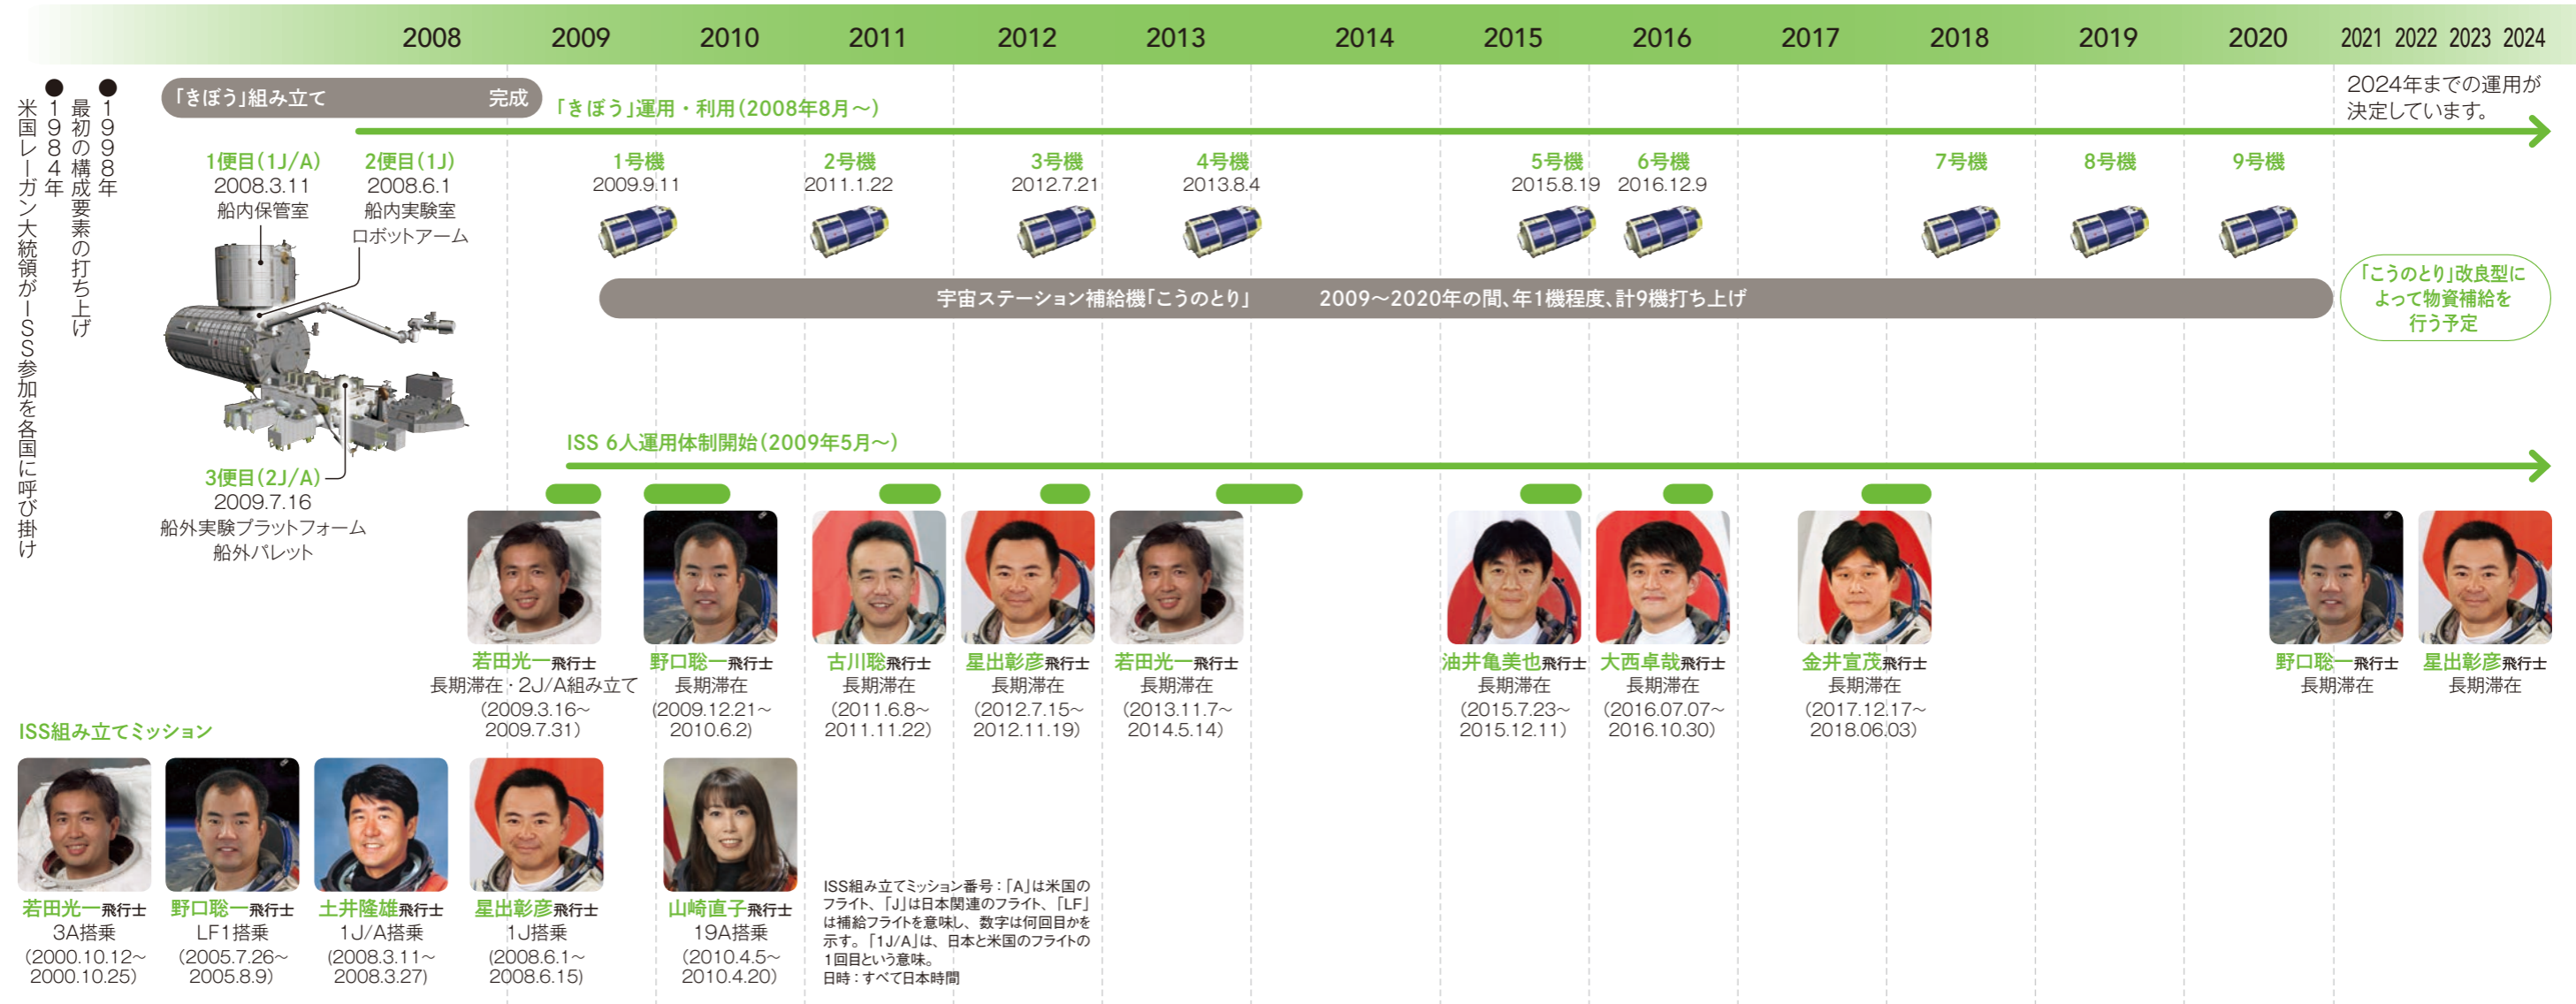 2008 2009 2010 2011 2012 2013 2014 2015 2016 2017 2018 2019 2020 2021 2022 2023 2024
●1984年
米国レーガン大統領がISS参加を各国に呼び掛け
●1998年
最初の構成要素の打ち上げ
「きぼう」組み立て 完成
「きぼう」運用・利用(2008年8月〜)
2024年までの運用が
決定しています。
1便目(1J/A)
2008.3.11
船内保管室
2便目(1J)
2008.6.1
船内実験室
ロボットアーム
3便目(2J/A)
2009.7.16
船外実験プラットフォーム
船外パレット
1号機
2009.9.11
2号機
2011.1.22
3号機
2012.7.21
4号機
2013.8.4
5号機
2015.8.19
6号機
2016.12.9
7号機
8号機
9号機
宇宙ステーション補給機「こうのとり」 2009〜2020年の間、年1機程度、計9機打ち上げ
「こうのとり」改良型に
よって物資補給を
行う予定
ISS 6人運用体制開始(2009年5月〜)
若田光一飛行士
長期滞在・2J/A組み立て
(2009.3.16〜
2009.7.31)
野口聡一飛行士
長期滞在
(2009.12.21〜
2010.6.2)
古川聡飛行士
長期滞在
(2011.6.8〜
2011.11.22)
星出彰彦飛行士
長期滞在
(2012.7.15〜
2012.11.19)
若田光一飛行士
長期滞在
(2013.11.7〜
2014.5.14)
油井亀美也飛行士
長期滞在
(2015.7.23〜
2015.12.11)
大西卓哉飛行士
長期滞在
(2016.07.07〜
2016.10.30)
金井宣茂飛行士
長期滞在
(2017.12.17〜
2018.06.03)
野口聡一飛行士
長期滞在
星出彰彦飛行士
長期滞在
ISS組み立てミッション
若田光一飛行士
3A搭乗
(2000.10.12〜
2000.10.25)
野口聡一飛行士
LF1搭乗
(2005.7.26〜
2005.8.9)
土井隆雄飛行士
1J/A搭乗
(2008.3.11〜
2008.3.27)
星出彰彦飛行士
1J搭乗
(2008.6.1〜
2008.6.15)
山崎直子飛行士
19A搭乗
(2010.4.5〜
2010.4.20)
ISS組み立てミッション番号:「A」は米国の
フライト、「J」は日本関連のフライト、「LF」
は補給フライトを意味し、数字は何回目かを
示す。「1J/A」は、日本と米国のフライトの
1回目という意味。
日時:すべて日本時間